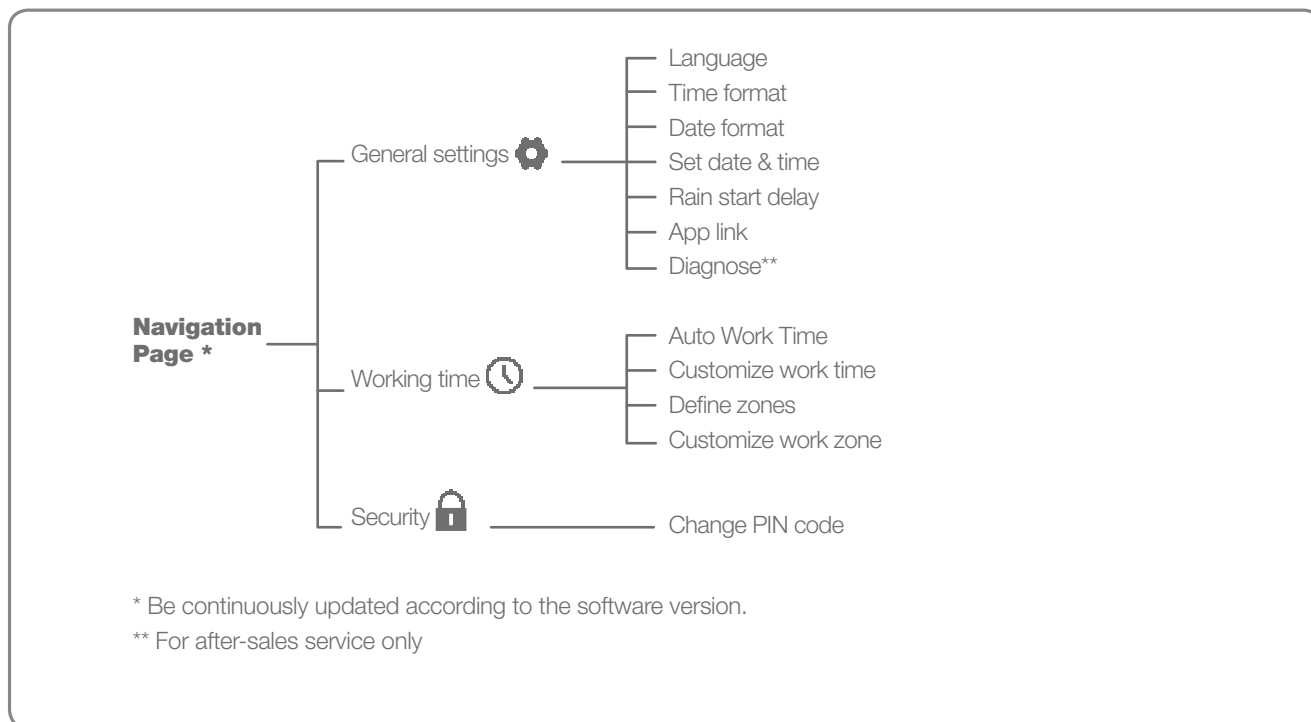 Language
Time format
Date format
General settings
Set date & time
Rain start delay
App link
Diagnose**
Navigation
Page *
Auto Work Time
Working time
Customize work time
Define zones
Customize work zone
Security
Change PIN code
* Be continuously updated according to the software version.
** For after-sales service only